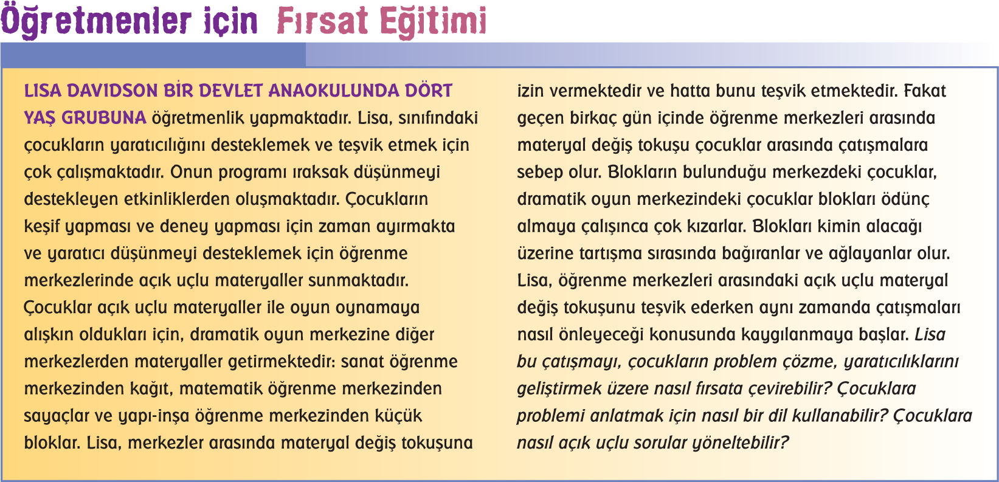 Öğretmenler için Fırsat Eğitimi
LISA DAVIDSON BİR DEVLET ANAOKULUNDA DÖRT
YAŞ GRUBUNA öğretmenlik yapmaktadır. Lisa, sınıfındaki
çocukların yaratıcılığını desteklemek ve teşvik etmek için
çok çalışmaktadır. Onun programı ıraksak düşünmeyi
destekleyen etkinliklerden oluşmaktadır. Çocukların
keşif yapması ve deney yapması için zaman ayırmakta
ve yaratıcı düşünmeyi desteklemek için öğrenme
merkezlerinde açık uçlu materyaller sunmaktadır.
Çocuklar açık uçlu materyaller ile oyun oynamaya
alışkın oldukları için, dramatik oyun merkezine diğer
merkezlerden materyaller getirmektedir: sanat öğrenme
merkezinden kağıt, matematik öğrenme merkezinden
sayaçlar ve yapı-inşa öğrenme merkezinden küçük
bloklar. Lisa, merkezler arasında materyal değiş tokuşuna
izin vermektedir ve hatta bunu teşvik etmektedir. Fakat
geçen birkaç gün içinde öğrenme merkezleri arasında
materyal değiş tokuşu çocuklar arasında çatışmalara
sebep olur. Blokların bulunduğu merkezdeki çocuklar,
dramatik oyun merkezindeki çocuklar blokları ödünç
almaya çalışınca çok kızarlar. Blokları kimin alacağı
üzerine tartışma sırasında bağıranlar ve ağlayanlar olur.
Lisa, öğrenme merkezleri arasındaki açık uçlu materyal
değiş tokuşunu teşvik ederken aynı zamanda çatışmaları
nasıl önleyeceği konusunda kaygılanmaya başlar. Lisa
bu çatışmayı, çocukların problem çözme, yaratıcılıklarını
geliştirmek üzere nasıl fırsata çevirebilir? Çocuklara
problemi anlatmak için nasıl bir dil kullanabilir? Çocuklara
nasıl açık uçlu sorular yöneltebilir?